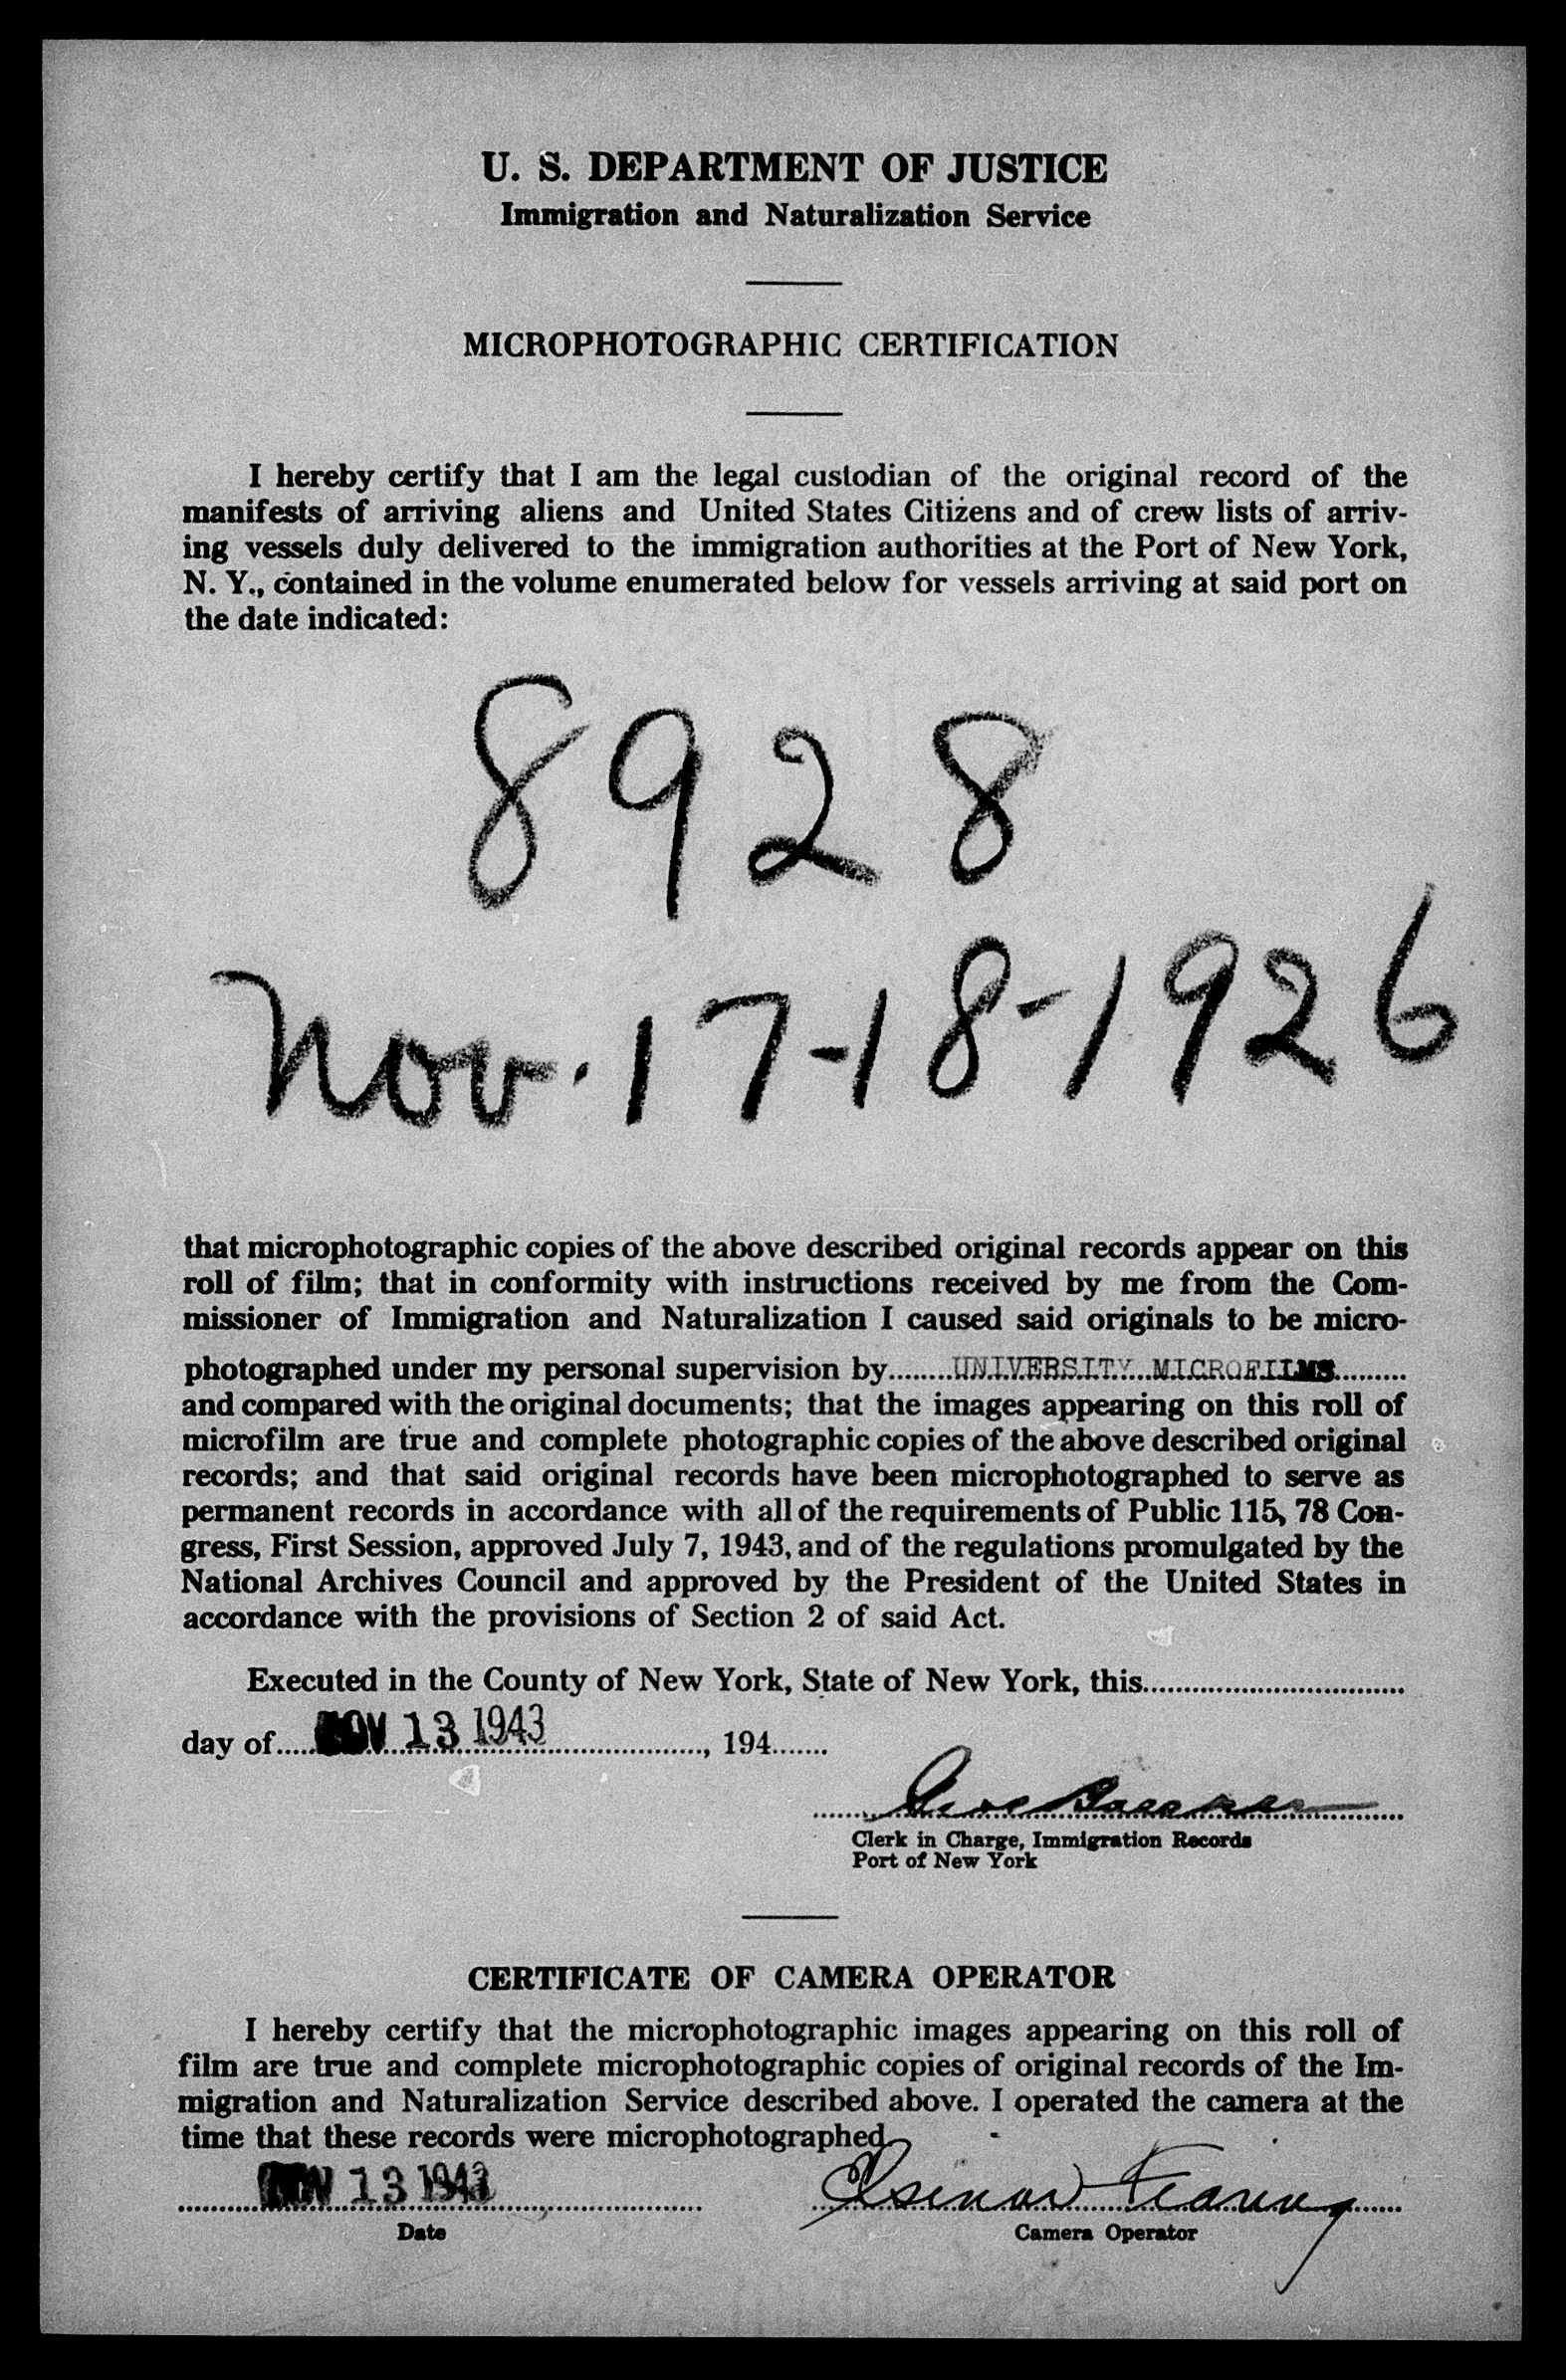 U. S. DEPARTMENT OF JUSTICE
Immigration and Naturalization Service
MICROPHOTOGRAPHIC CERTIFICATION
I hereby certify that I am the legal custodian of the original record of the
manifests of arriving aliens and United States Citizens and of crew lists of arriv-
ing vessels duly delivered to the immigration authorities at the Port of New York,
N. Y., contained in the volume enumerated below for vessels arriving at said port on
the date indicated:
8928
Nov. 17-18-1926
that microphotographic copies of the above described original records appear on this
roll of film; that in conformity with instructions received by me from the Com-
missioner of Immigration and Naturalization I caused said originals to be micro-
photographed under my personal supervision by........UNIVERSITY MICROFILMS..........
and compared with the original documents; that the images appearing on this roll of
microfilm are true and complete photographic copies of the above described original
records; and that said original records have been microphotographed to serve as
permanent records in accordance with all of the requirements of Public 115, 78 Con-
gress, First Session, approved July 7, 1943, and of the regulations promulgated by the
National Archives Council and approved by the President of the United States in
accordance with the provisions of Section 2 of said Act.
Executed in the County of New York, State of New York, this................................
day of.....NOV 13 1943...................., 194.......
Clerk in Charge, Immigration Records
Port of New York
CERTIFICATE OF CAMERA OPERATOR
I hereby certify that the microphotographic images appearing on this roll of
film are true and complete microphotographic copies of original records of the Im-
migration and Naturalization Service described above. I operated the camera at the
time that these records were microphotographed.
NOV 13 1943
Date
Camera Operator